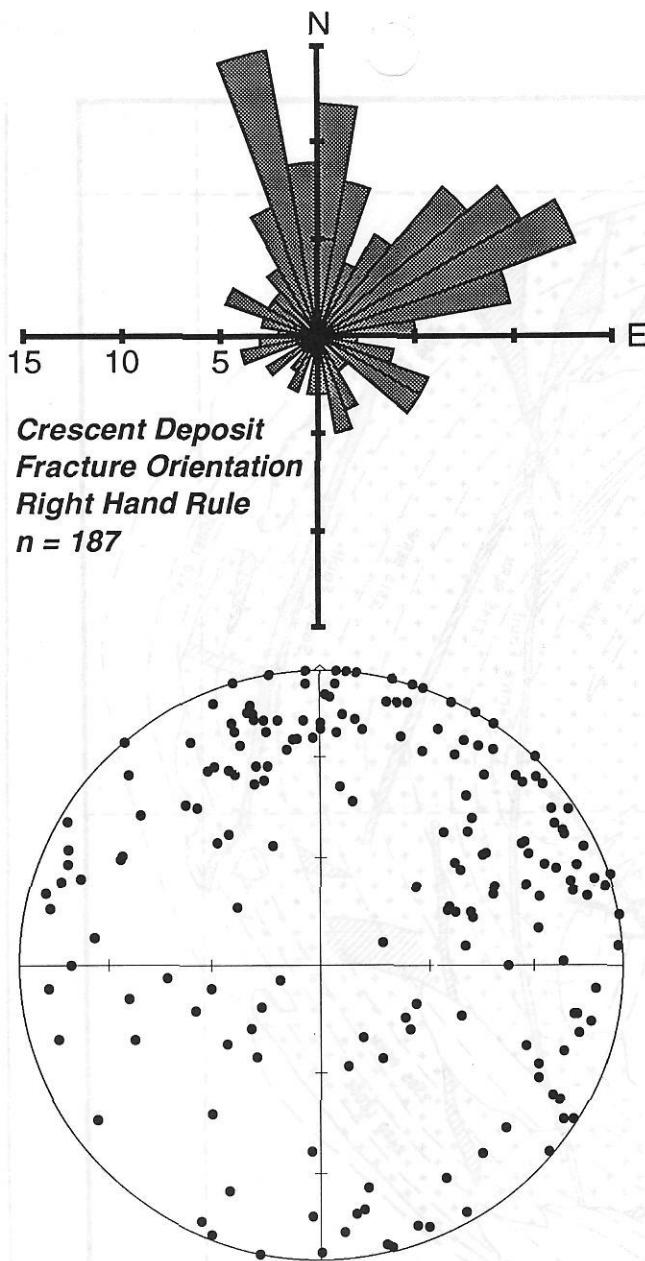 N
E
15 10 5
Crescent Deposit
Fracture Orientation
Right Hand Rule
n = 187